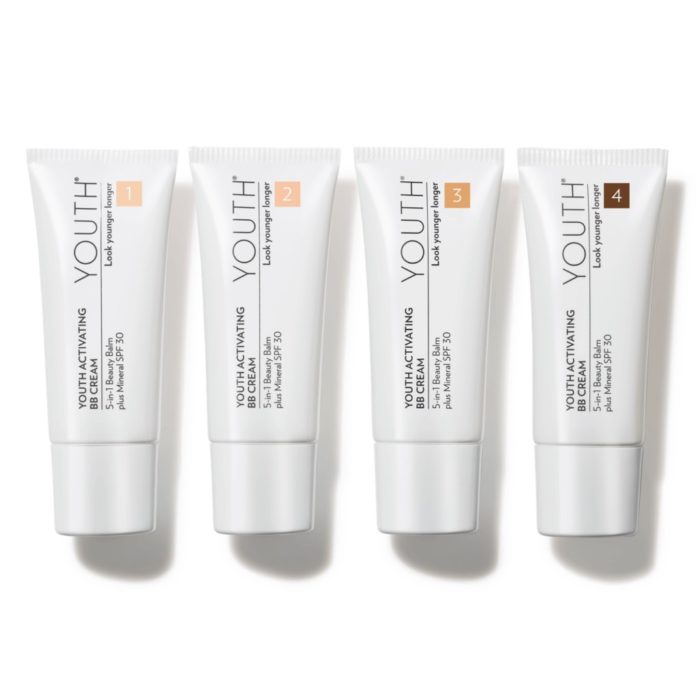 1
YOUTH®
Look younger longer
YOUTH ACTIVATING
BB CREAM
5-in-1 Beauty Balm
plus Mineral SPF 30
2
YOUTH®
Look younger longer
YOUTH ACTIVATING
BB CREAM
5-in-1 Beauty Balm
plus Mineral SPF 30
3
YOUTH®
Look younger longer
YOUTH ACTIVATING
BB CREAM
5-in-1 Beauty Balm
plus Mineral SPF 30
4
YOUTH®
Look younger longer
YOUTH ACTIVATING
BB CREAM
5-in-1 Beauty Balm
plus Mineral SPF 30